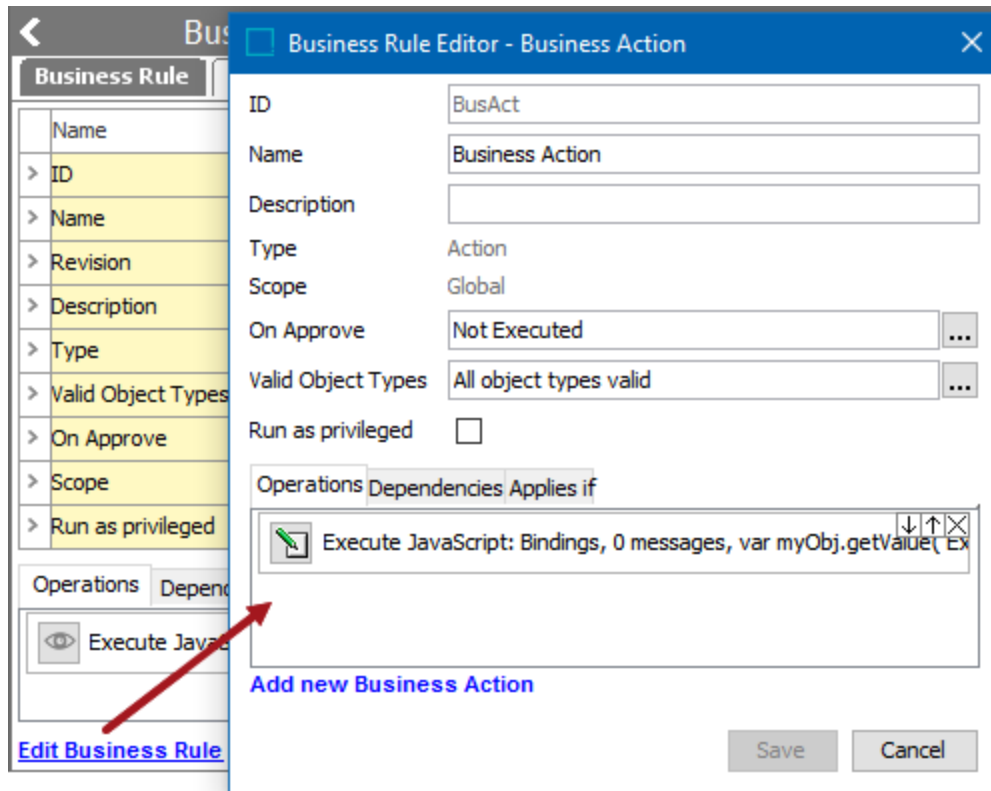 Bus
Business Rule
Name
ID
Name
Revision
Description
Type
Valid Object Types
On Approve
Scope
Run as privileged
Operations
Execute
Edit Business Rule
Business Rule Editor - Business Action
ID BusAct
Name Business Action
Description
Type Action
Scope Global
On Approve Not Executed ...
Valid Object Types All object types valid ...
Run as privileged
Operations Dependencies Applies if
Execute JavaScript: Bindings, 0 messages, var myObj.getValue("Ex
Add new Business Action
Save Cancel